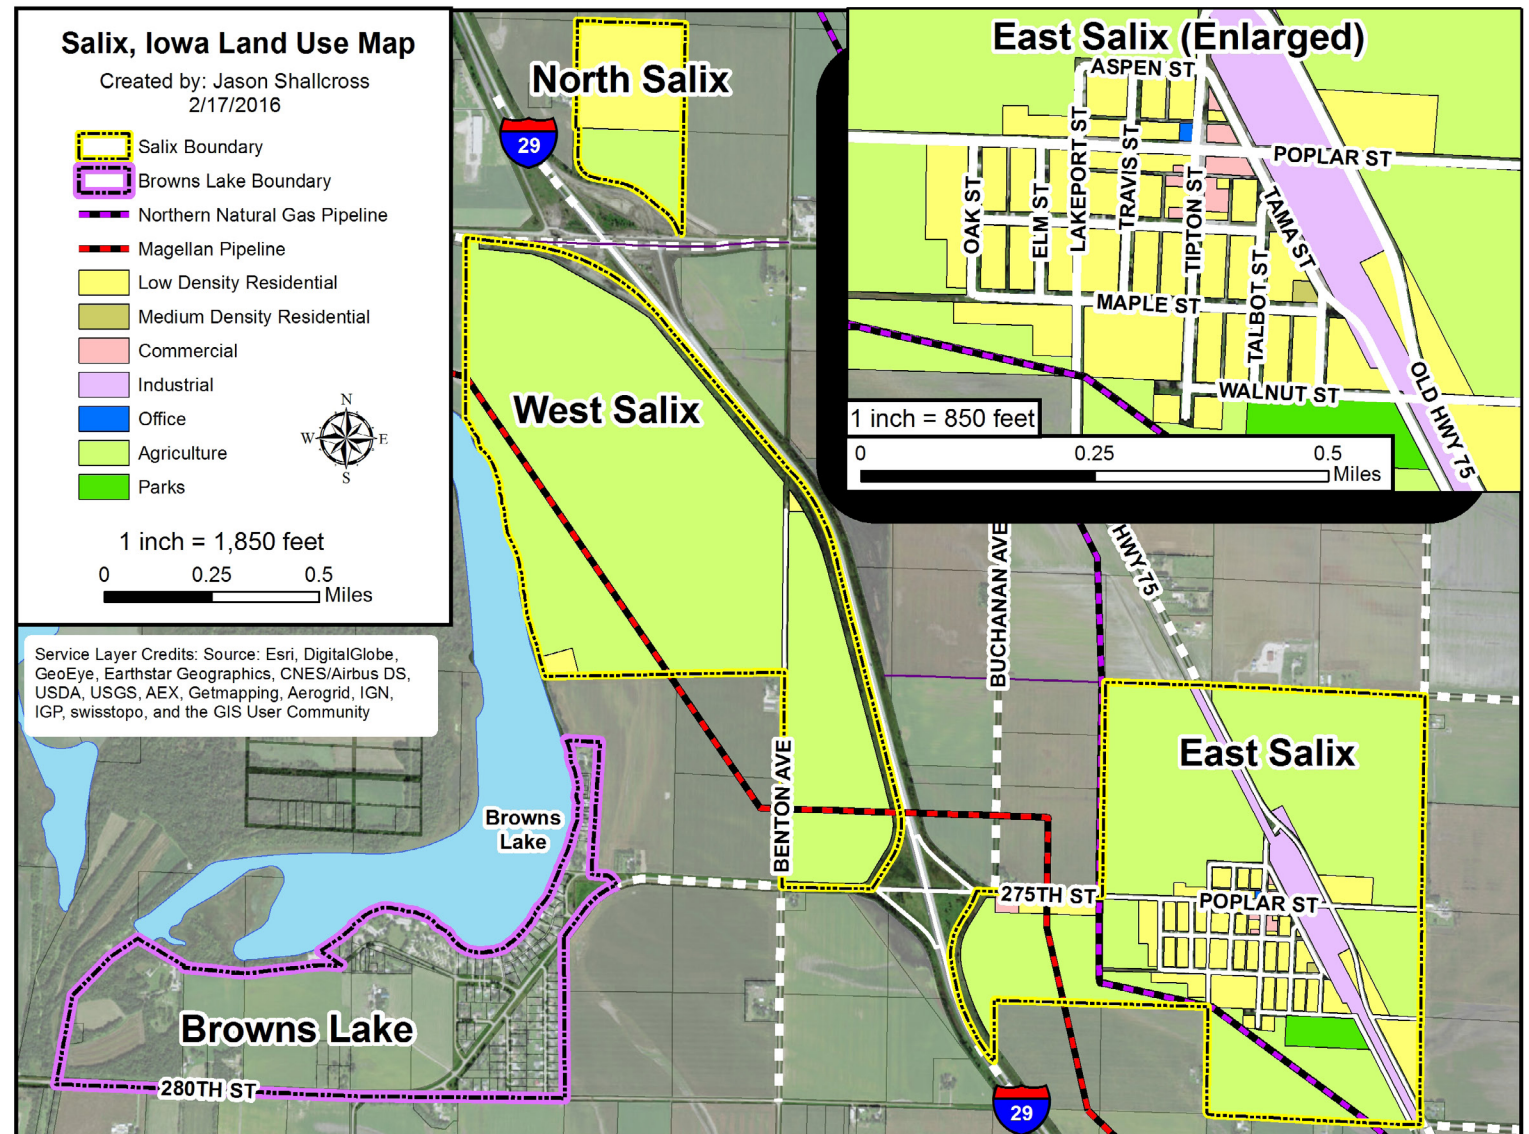 Salix, Iowa Land Use Map
Created by: Jason Shallcross
2/17/2016
Salix Boundary
Browns Lake Boundary
Northern Natural Gas Pipeline
Magellan Pipeline
Low Density Residential
Medium Density Residential
Commercial
Industrial
Office
Agriculture
Parks
N
W
E
S
1 inch = 1,850 feet
0
0.25
0.5
Miles
Service Layer Credits: Source: Esri, DigitalGlobe,
GeoEye, Earthstar Geographics, CNES/Airbus DS,
USDA, USGS, AEX, Getmapping, Aerogrid, IGN,
IGP, swisstopo, and the GIS User Community
North Salix
29
West Salix
East Salix (Enlarged)
ASPEN ST
POPLAR ST
OAK ST
ELM ST
LAKEPORT ST
TRAVIS ST
TIPTON ST
TAMA ST
TALBOT ST
MAPLE ST
WALNUT ST
OLD HWY 75
1 inch = 850 feet
0
0.25
0.5
Miles
BUCHANAN AVE
HWY 75
East Salix
BENTON AVE
Browns
Lake
275TH ST
POPLAR ST
Browns Lake
280TH ST
29